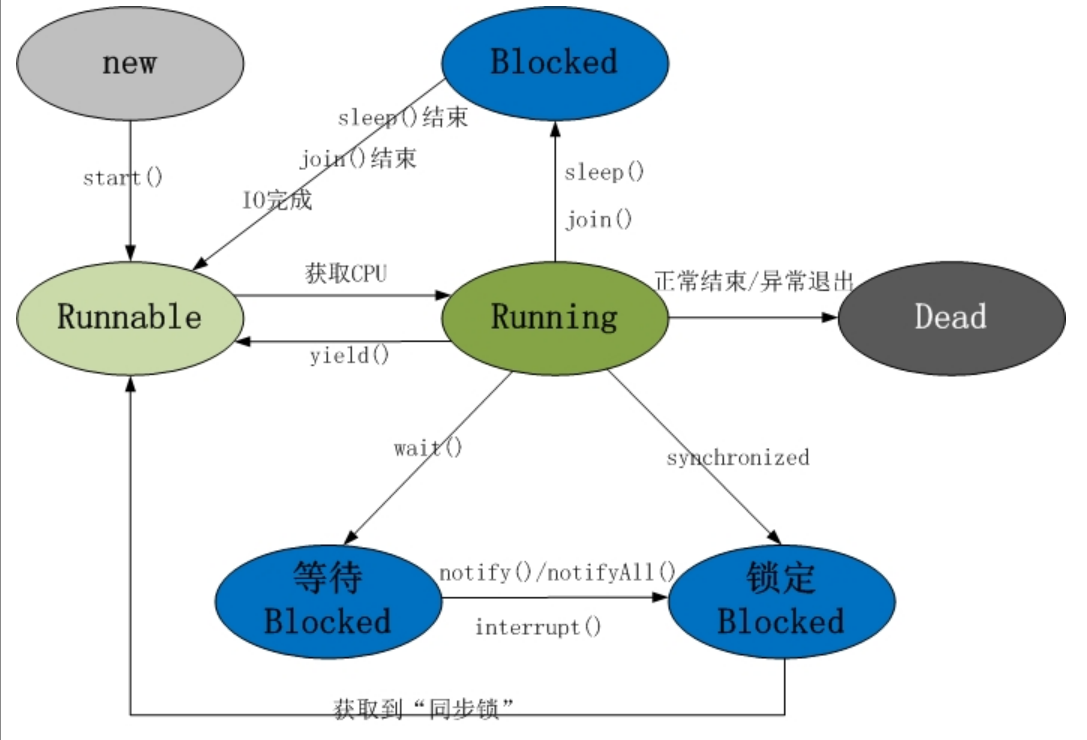 new
Blocked
sleep()结束
join()结束
IO完成
start()
sleep()
join()
获取CPU
正常结束/异常退出
Runnable
Running
Dead
yield()
wait()
synchronized
等待
Blocked
notify()/notifyAll()
interrupt()
锁定
Blocked
获取到“同步锁”